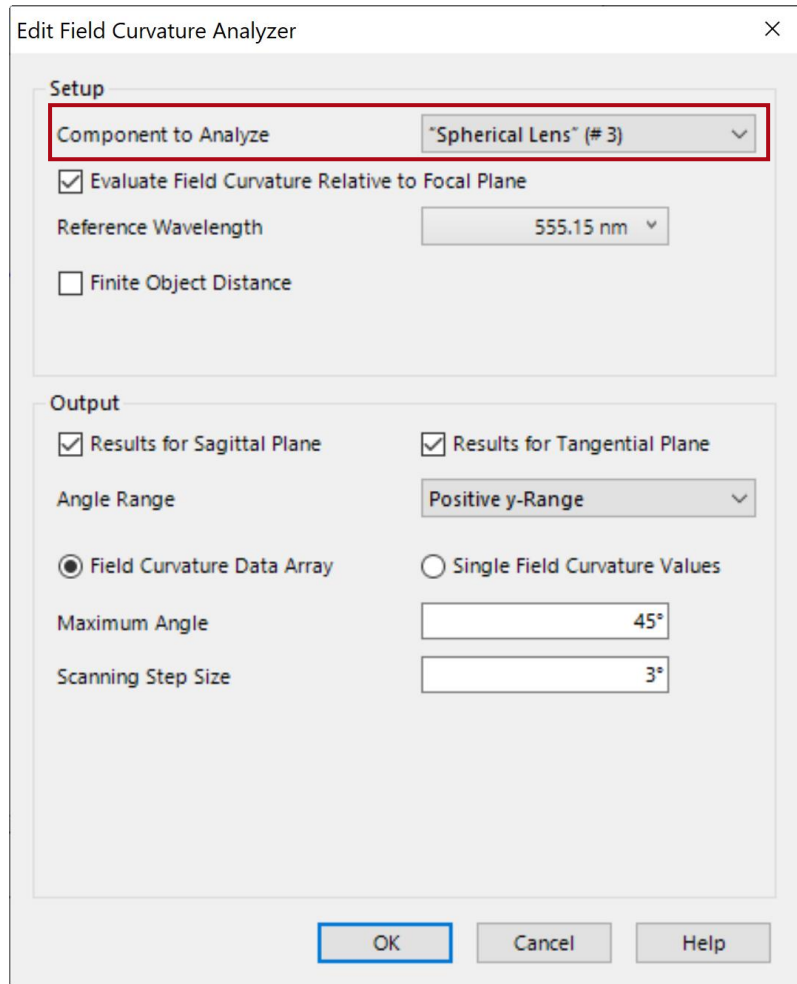 Edit Field Curvature Analyzer
Setup
Component to Analyze "Spherical Lens" (# 3)
Evaluate Field Curvature Relative to Focal Plane
Reference Wavelength 555.15 nm
Finite Object Distance
Output
Results for Sagittal Plane Results for Tangential Plane
Angle Range Positive y-Range
Field Curvature Data Array Single Field Curvature Values
Maximum Angle 45°
Scanning Step Size 3°
OK Cancel Help